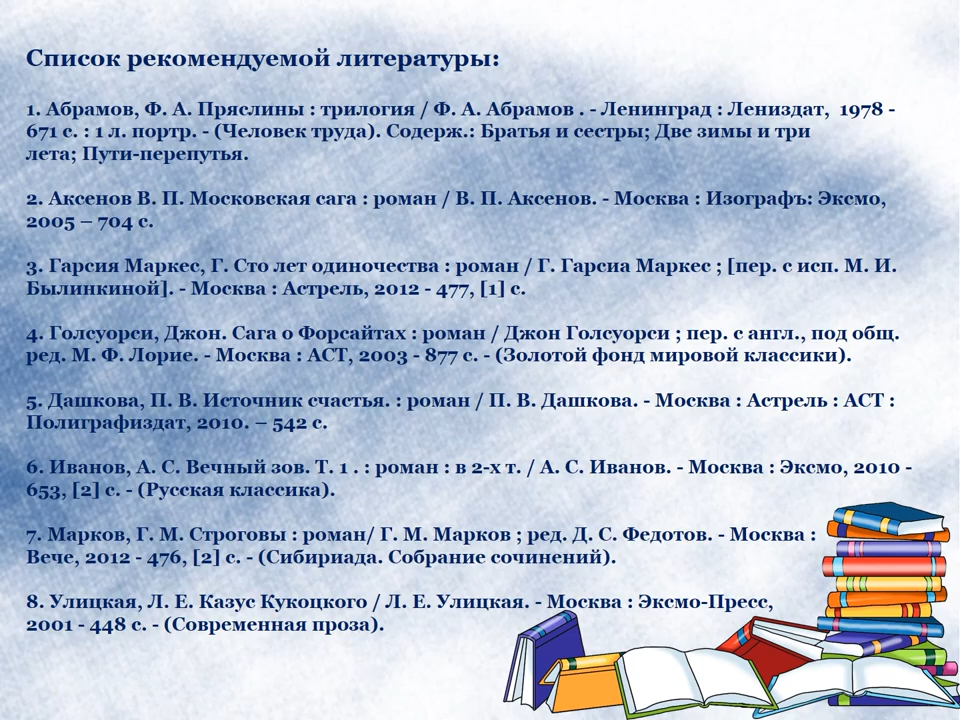 Список рекомендуемой литературы:
1. Абрамов, Ф. А. Пряслины : трилогия / Ф. А. Абрамов . - Ленинград : Лениздат, 1978 -
671 с. : 1 л. портр. - (Человек труда). Содерж.: Братья и сестры; Две зимы и три
лета; Пути-перепутья.
2. Аксенов В. П. Московская сага : роман / В. П. Аксенов. - Москва : Изографъ: Эксмо,
2005 – 704 с.
3. Гарсия Маркес, Г. Сто лет одиночества : роман / Г. Гарсиа Маркес ; [пер. с исп. М. И.
Былинкиной]. - Москва : Астрель, 2012 - 477, [1] с.
4. Голсуорси, Джон. Сага о Форсайтах : роман / Джон Голсуорси ; пер. с англ., под общ.
ред. М. Ф. Лорие. - Москва : АСТ, 2003 - 877 с. - (Золотой фонд мировой классики).
5. Дашкова, П. В. Источник счастья. : роман / П. В. Дашкова. - Москва : Астрель : АСТ :
Полиграфиздат, 2010. – 542 с.
6. Иванов, А. С. Вечный зов. Т. 1 . : роман : в 2-х т. / А. С. Иванов. - Москва : Эксмо, 2010 -
653, [2] с. - (Русская классика).
7. Марков, Г. М. Строговы : роман/ Г. М. Марков ; ред. Д. С. Федотов. - Москва :
Вече, 2012 - 476, [2] с. - (Сибириада. Собрание сочинений).
8. Улицкая, Л. Е. Казус Кукоцкого / Л. Е. Улицкая. - Москва : Эксмо-Пресс,
2001 - 448 с. - (Современная проза).